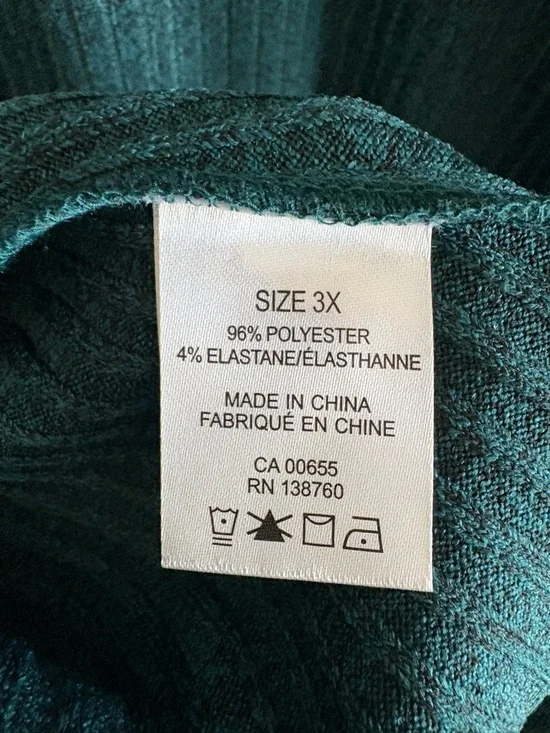 SIZE 3X
96% POLYESTER
4% ELASTANE/ÉLASTHANNE
MADE IN CHINA
FABRIQUÉ EN CHINE
CA 00655
RN 138760